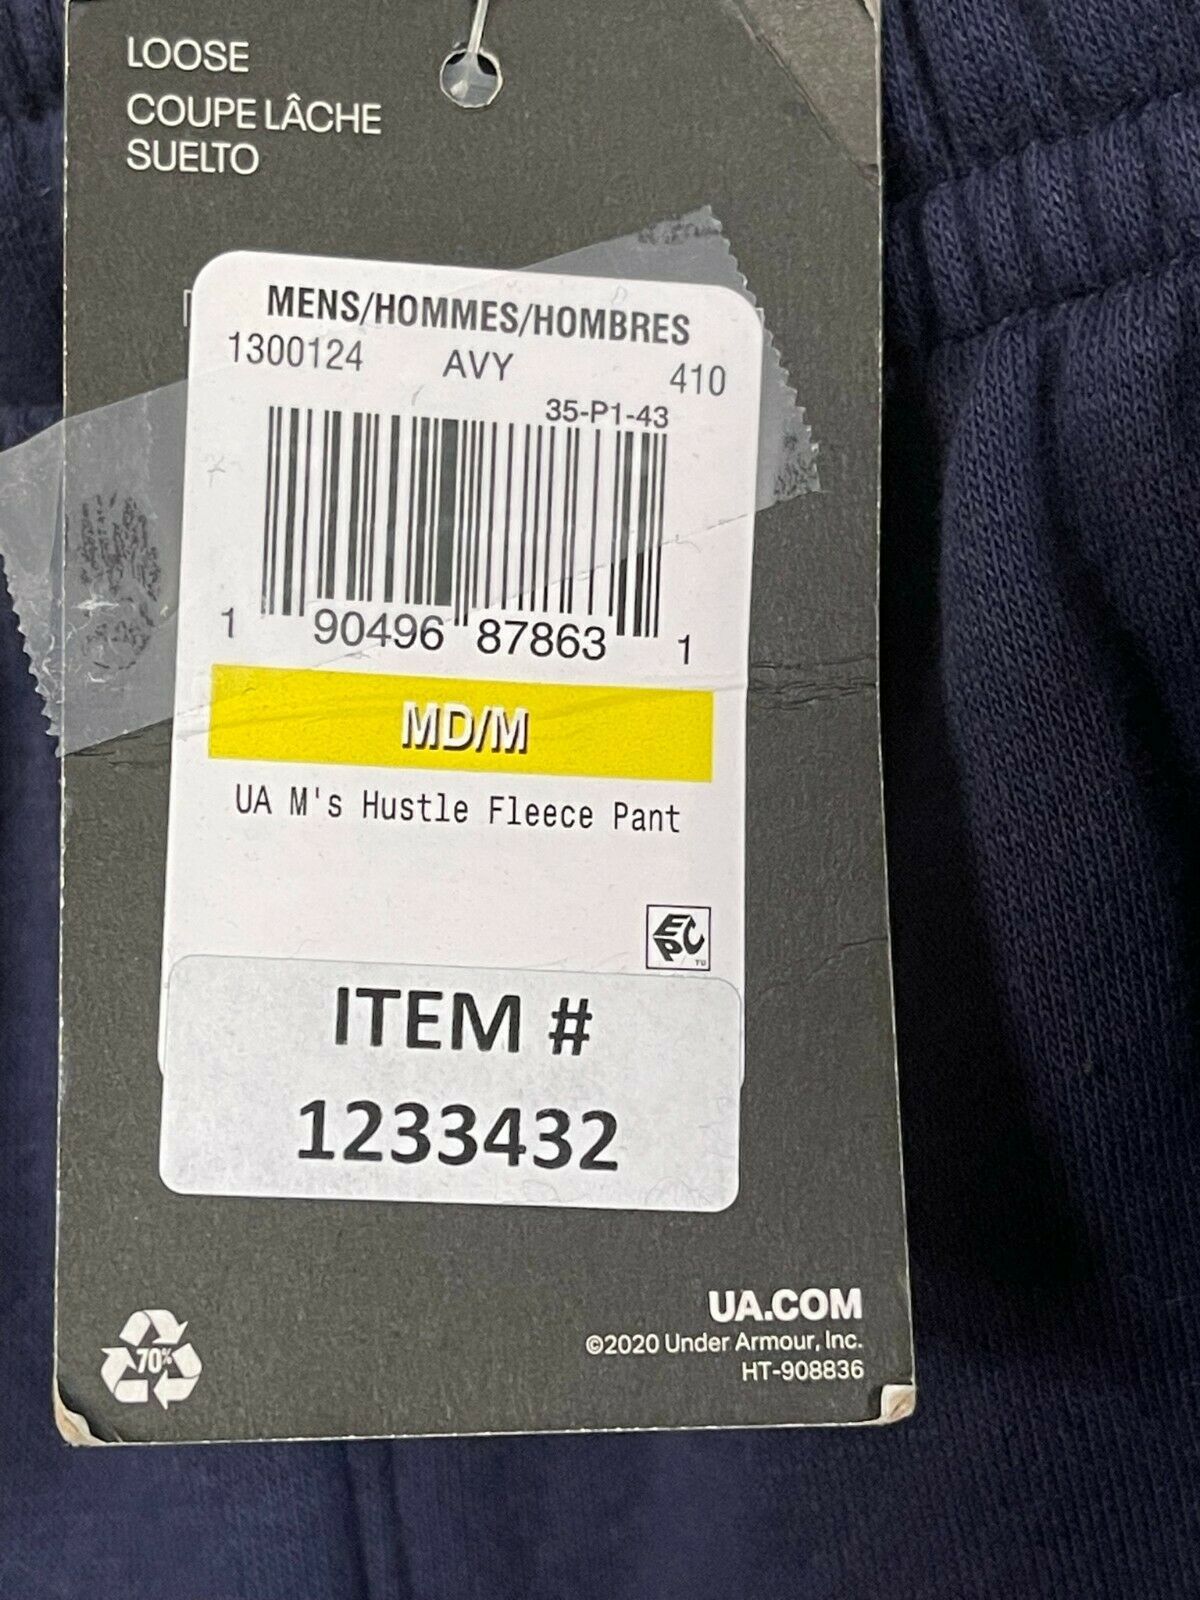 LOOSE
COUPE LÂCHE
SUELTO
MENS/HOMMES/HOMBRES
1300124 AVY 410
35-P1-43
1 90496 87863 1
MD/M
UA M's Hustle Fleece Pant
EPC
ITEM #
1233432
70%
UA.COM
©2020 Under Armour, Inc.
HT-908836